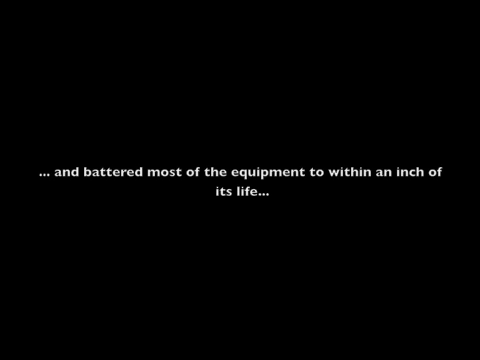 ... and battered most of the equipment to within an inch of
its life...